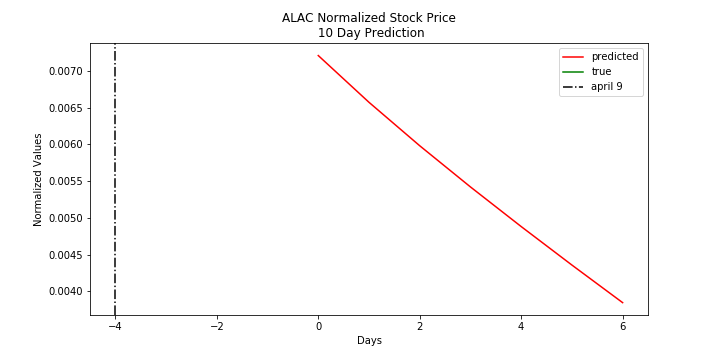 ALAC Normalized Stock Price
10 Day Prediction
predicted
true
april 9
Normalized Values
0.0070
0.0065
0.0060
0.0055
0.0050
0.0045
0.0040
−4
−2
0
2
4
6
Days